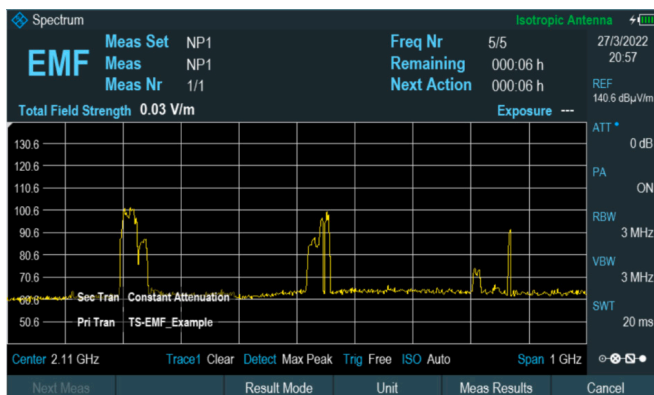 Spectrum Isotropic Antenna
EMF
Meas Set NP1 Freq Nr 5/5
Meas NP1 Remaining 000:06 h
Meas Nr 1/1 Next Action 000:06 h
27/3/2022
20:57
Total Field Strength 0.03 V/m Exposure ---
REF
140.6 dBµV/m
ATT
0 dB
PA
ON
RBW
3 MHz
VBW
3 MHz
SWT
20 ms
130.6
120.6
110.6
100.6
90.6
80.6
70.6
60.6 Sec Tran Constant Attenuation
50.6 Pri Tran TS-EMF_Example
Center 2.11 GHz Trace1 Clear Detect Max Peak Trig Free ISO Auto Span 1 GHz
Next Meas Result Mode Unit Meas Results Cancel